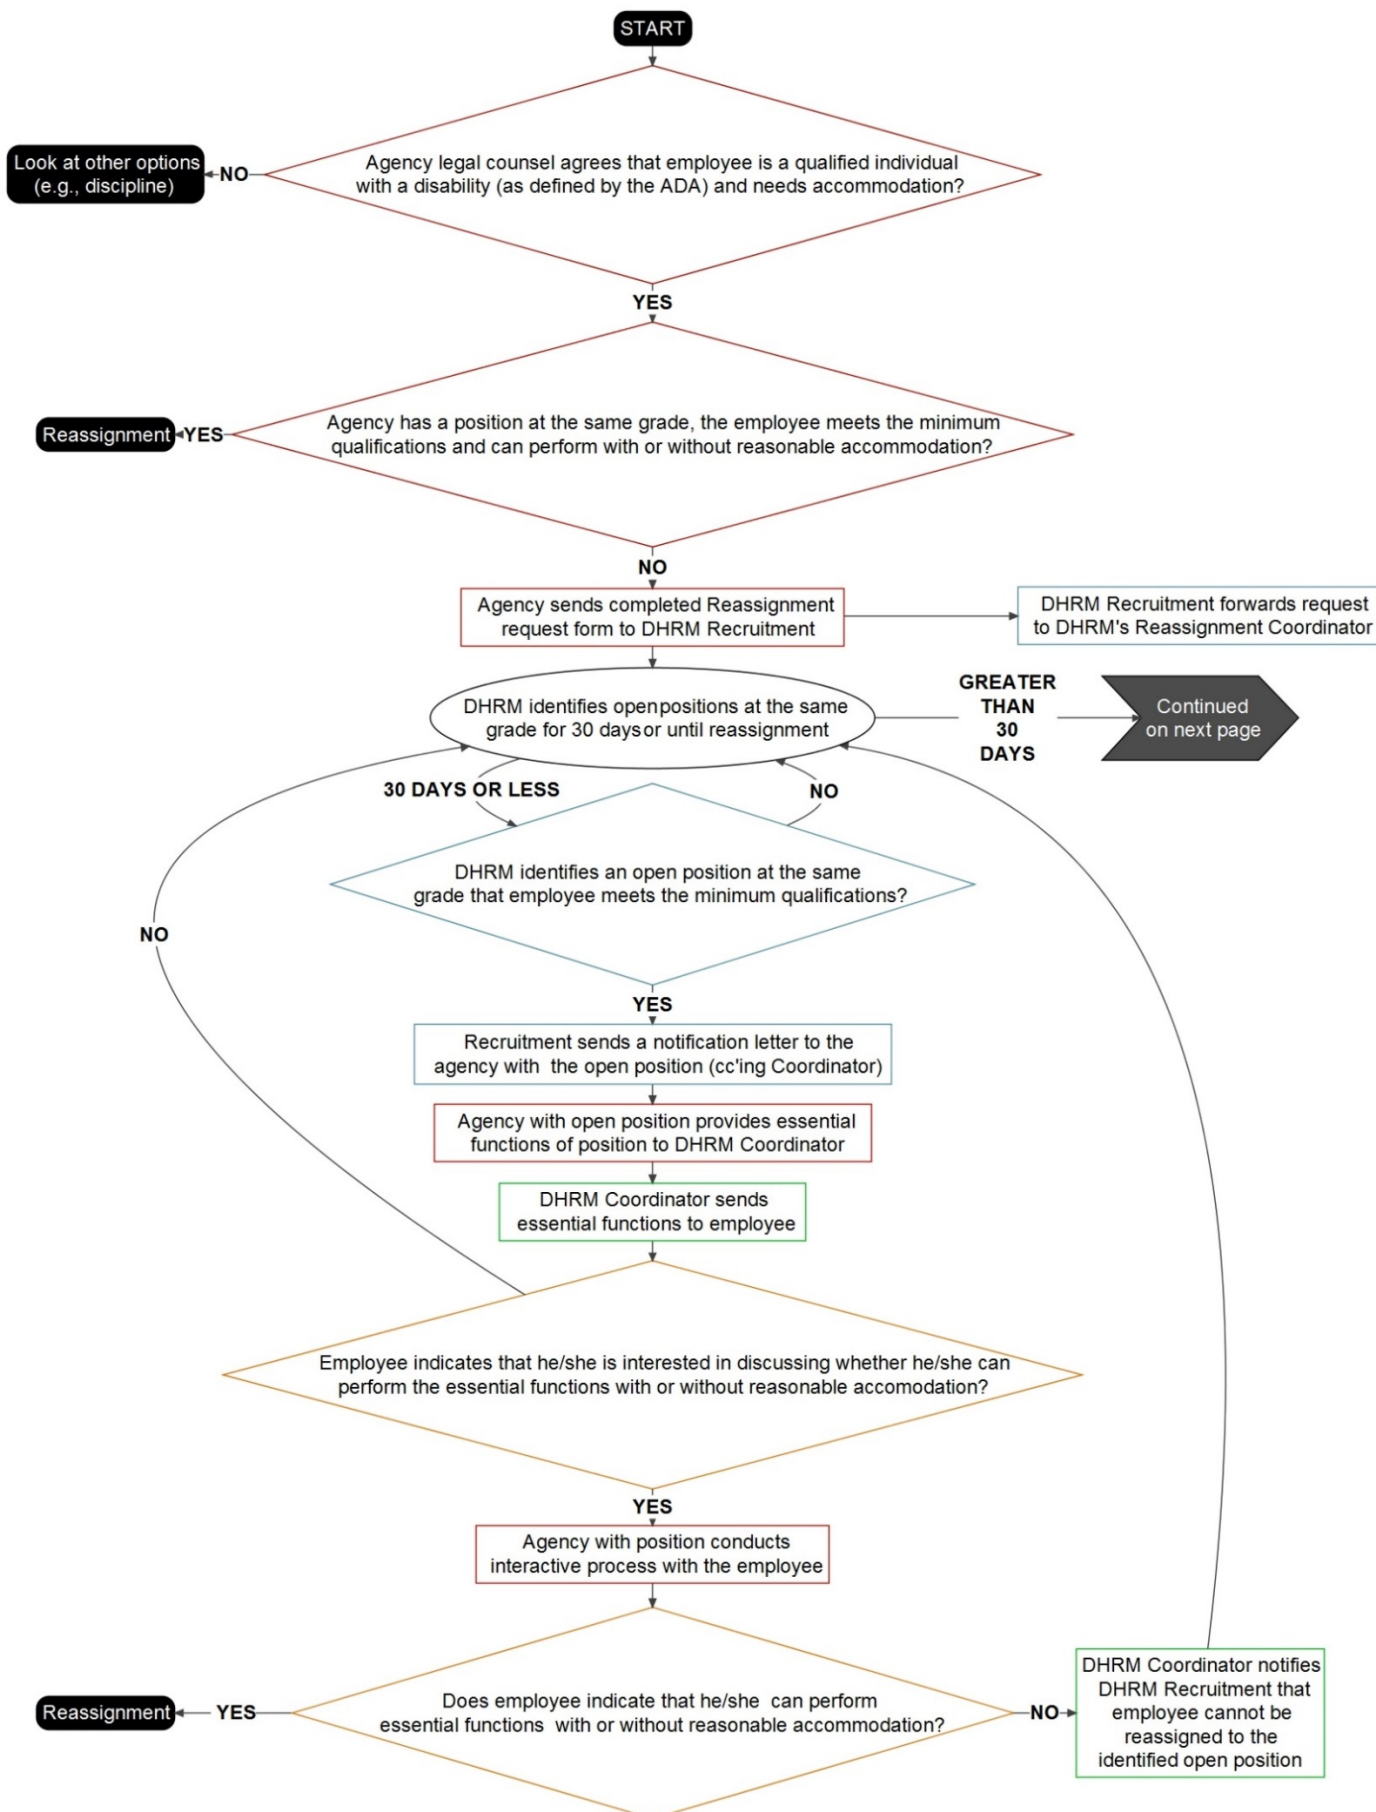 START
Agency legal counsel agrees that employee is a qualified individual
with a disability (as defined by the ADA) and needs accommodation?
NO
Look at other options
(e.g., discipline)
YES
Agency has a position at the same grade, the employee meets the minimum
qualifications and can perform with or without reasonable accommodation?
YES
Reassignment
NO
Agency sends completed Reassignment
request form to DHRM Recruitment
DHRM Recruitment forwards request
to DHRM's Reassignment Coordinator
DHRM identifies open positions at the same
grade for 30 days or until reassignment
GREATER
THAN
30
DAYS
Continued
on next page
30 DAYS OR LESS
NO
DHRM identifies an open position at the same
grade that employee meets the minimum qualifications?
NO
YES
Recruitment sends a notification letter to the
agency with the open position (cc'ing Coordinator)
Agency with open position provides essential
functions of position to DHRM Coordinator
DHRM Coordinator sends
essential functions to employee
Employee indicates that he/she is interested in discussing whether he/she can
perform the essential functions with or without reasonable accomodation?
YES
Agency with position conducts
interactive process with the employee
Does employee indicate that he/she can perform
essential functions with or without reasonable accommodation?
YES
Reassignment
NO
DHRM Coordinator notifies
DHRM Recruitment that
employee cannot be
reassigned to the
identified open position